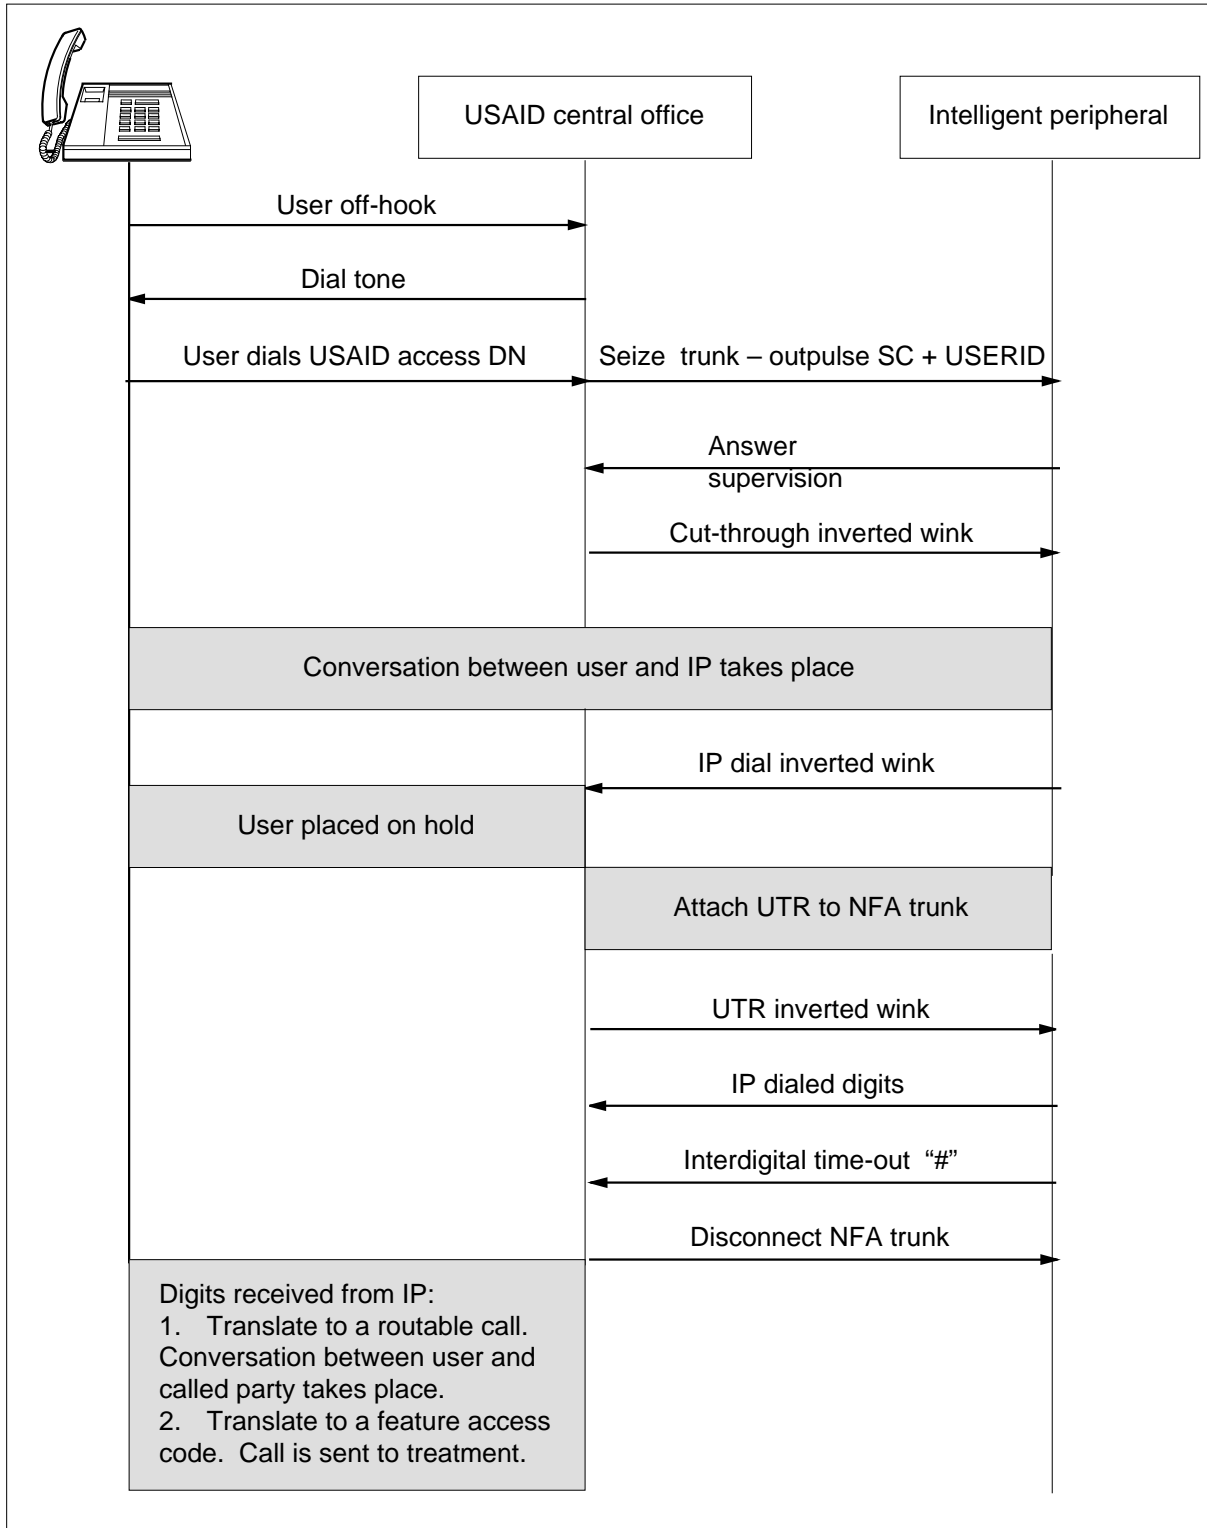 USAID central office
Intelligent peripheral
User off-hook
Dial tone
User dials USAID access DN
Seize trunk – outpulse SC + USERID
Answer
supervision
Cut-through inverted wink
Conversation between user and IP takes place
IP dial inverted wink
User placed on hold
Attach UTR to NFA trunk
UTR inverted wink
IP dialed digits
Interdigital time-out “#”
Disconnect NFA trunk
Digits received from IP:
1. Translate to a routable call.
Conversation between user and
called party takes place.
2. Translate to a feature access
code. Call is sent to treatment.